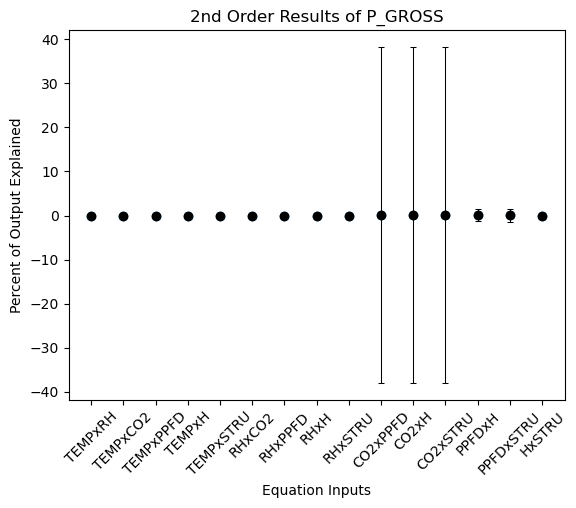 2nd Order Results of P_GROSS
Percent of Output Explained
40
30
20
10
0
−10
−20
−30
−40
TEMPxRH
TEMPxCO2
TEMPxPPFD
TEMPxH
TEMPxSTRU
RHxCO2
RHxPPFD
RHxH
RHxSTRU
CO2xPPFD
CO2xH
CO2xSTRU
PPFDxH
PPFDxSTRU
HxSTRU
Equation Inputs